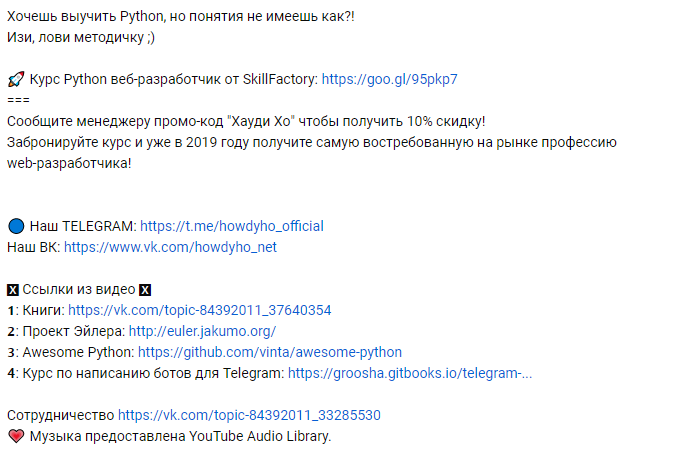 Хочешь выучить Python, но понятия не имеешь как?!
Изи, лови методичку ;)
🚀 Курс Python веб-разработчик от SkillFactory: https://goo.gl/95pkp7
===
Сообщите менеджеру промо-код "Хауди Хо" чтобы получить 10% скидку!
Забронируйте курс и уже в 2019 году получите самую востребованную на рынке профессию
web-разработчика!
🔵 Наш TELEGRAM: https://t.me/howdyho_official
Наш ВК: https://www.vk.com/howdyho_net
🆇 Ссылки из видео 🆇
1: Книги: https://vk.com/topic-84392011_37640354
2: Проект Эйлера: http://euler.jakumo.org/
3: Awesome Python: https://github.com/vinta/awesome-python
4: Курс по написанию ботов для Telegram: https://groosha.gitbooks.io/telegram-...
Сотрудничество https://vk.com/topic-84392011_33285530
💗 Музыка предоставлена YouTube Audio Library.